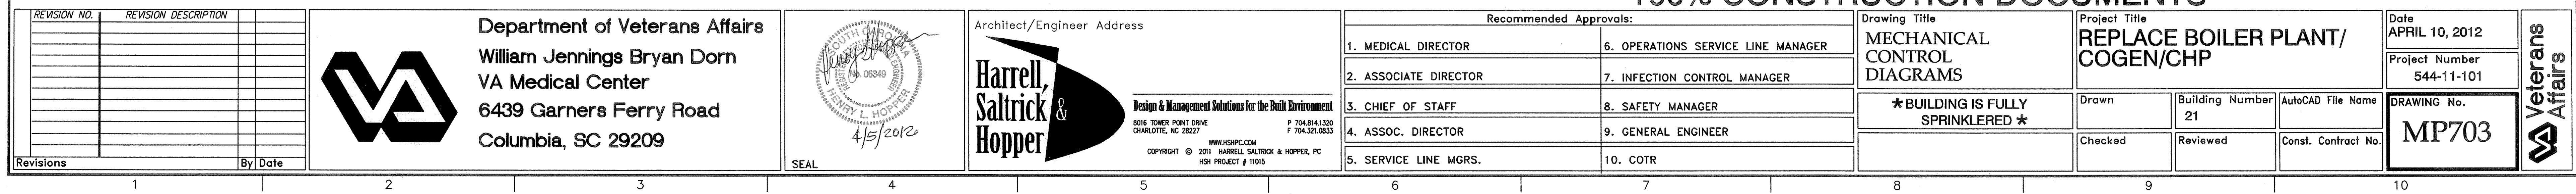 100% CONSTRUCTION DOCUMENTS
REVISION NO. REVISION DESCRIPTION
Revisions By Date
VA
Department of Veterans Affairs
William Jennings Bryan Dorn
VA Medical Center
6439 Garners Ferry Road
Columbia, SC 29209
SOUTH CAROLINA
No. 06349
HENRY L. HOPPER
4/5/2012
SEAL
Architect/Engineer Address
Harrell,
Saltrick &
Hopper
Design & Management Solutions for the Built Environment
8016 TOWER POINT DRIVE P 704.814.1320
CHARLOTTE, NC 28227 F 704.321.0833
WWW.HSHPC.COM
COPYRIGHT © 2011 HARRELL SALTRICK & HOPPER, PC
HSH PROJECT # 11015
Recommended Approvals:
1. MEDICAL DIRECTOR
2. ASSOCIATE DIRECTOR
3. CHIEF OF STAFF
4. ASSOC. DIRECTOR
5. SERVICE LINE MGRS.
6. OPERATIONS SERVICE LINE MANAGER
7. INFECTION CONTROL MANAGER
8. SAFETY MANAGER
9. GENERAL ENGINEER
10. COTR
Drawing Title
MECHANICAL
CONTROL
DIAGRAMS
*BUILDING IS FULLY
SPRINKLERED *
Project Title
REPLACE BOILER PLANT/
COGEN/CHP
Drawn
Building Number
21
AutoCAD File Name
Checked
Reviewed
Const. Contract No.
Date
APRIL 10, 2012
Project Number
544-11-101
DRAWING No.
MP703
VA Veterans
Affairs
1 2 3 4 5 6 7 8 9 10